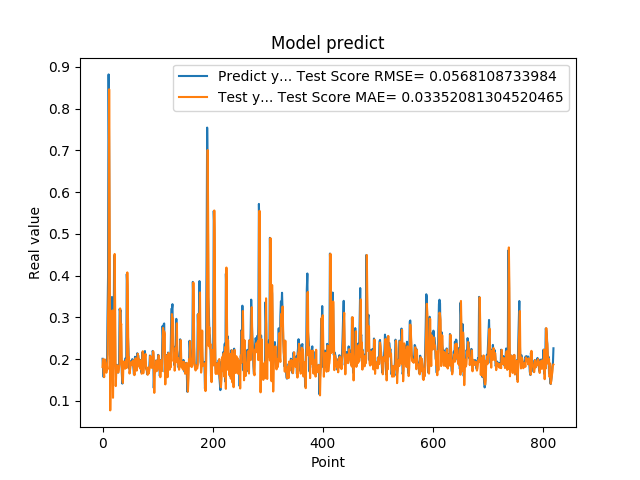 Model predict
Predict y... Test Score RMSE= 0.0568108733984
Test y... Test Score MAE= 0.03352081304520465
0.9
0.8
0.7
0.6
0.5
0.4
0.3
0.2
0.1
Real value
0 200 400 600 800
Point